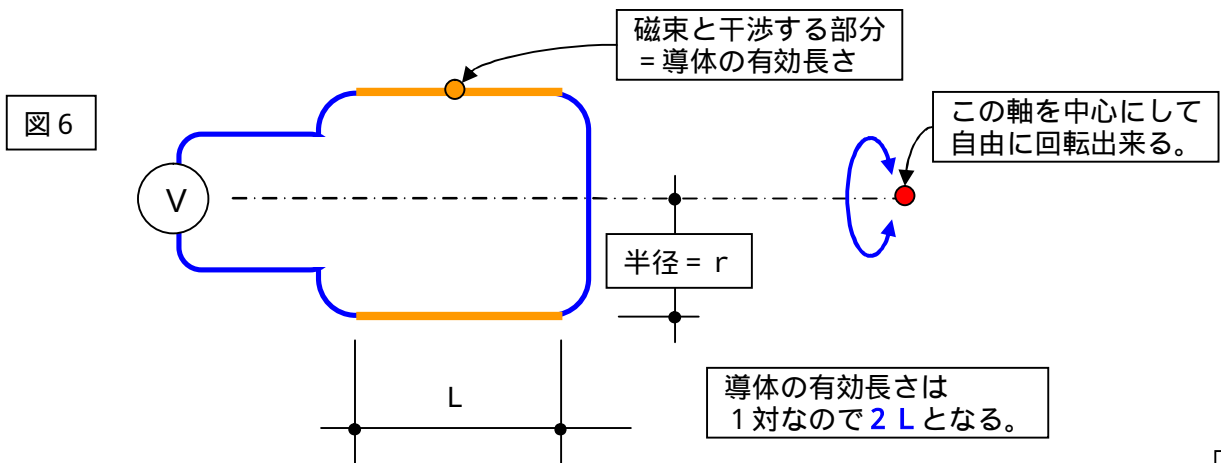 磁束と干渉する部分
=導体の有効長さ
図6
この軸を中心にして
自由に回転出来る。
V
半径=r
L
導体の有効長さは
1対なので2Lとなる。